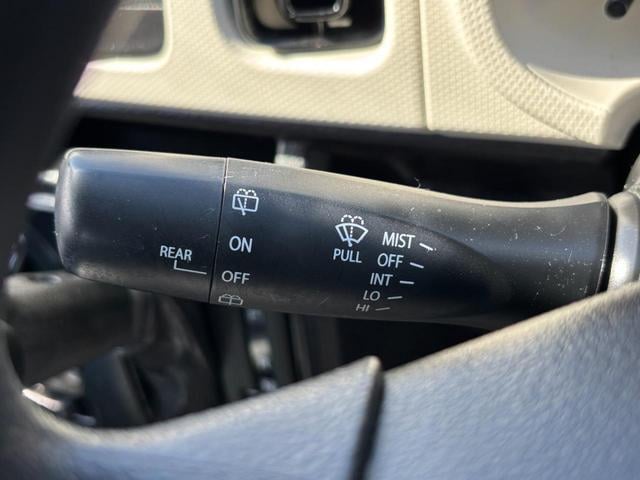 REAR
ON
OFF
PULL
MIST
OFF
INT
LO
HI